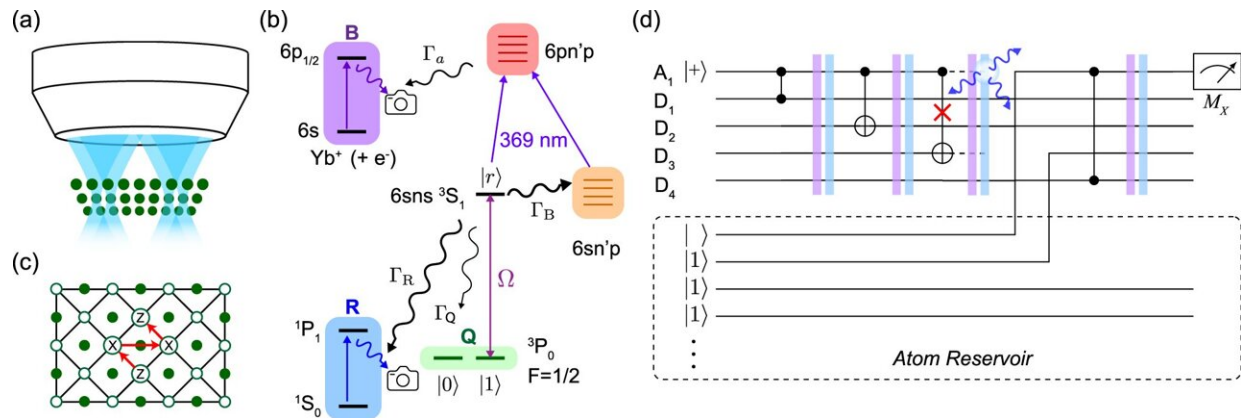 (a)
(b)
B
6p1/2
6s
Yb⁺ (+ e⁻)
Γa
6pn'p
369 nm
|r⟩
6sns ³S₁
ΓB
6sn'p
ΓR
ΓQ
Ω
R
¹P₁
¹S₀
Q
|0⟩
|1⟩
³P₀
F=1/2
(c)
Z
X
X
Z
(d)
A₁ |+⟩
D₁
D₂
D₃
D₄
M_X
| ⟩
|1⟩
|1⟩
|1⟩
Atom Reservoir